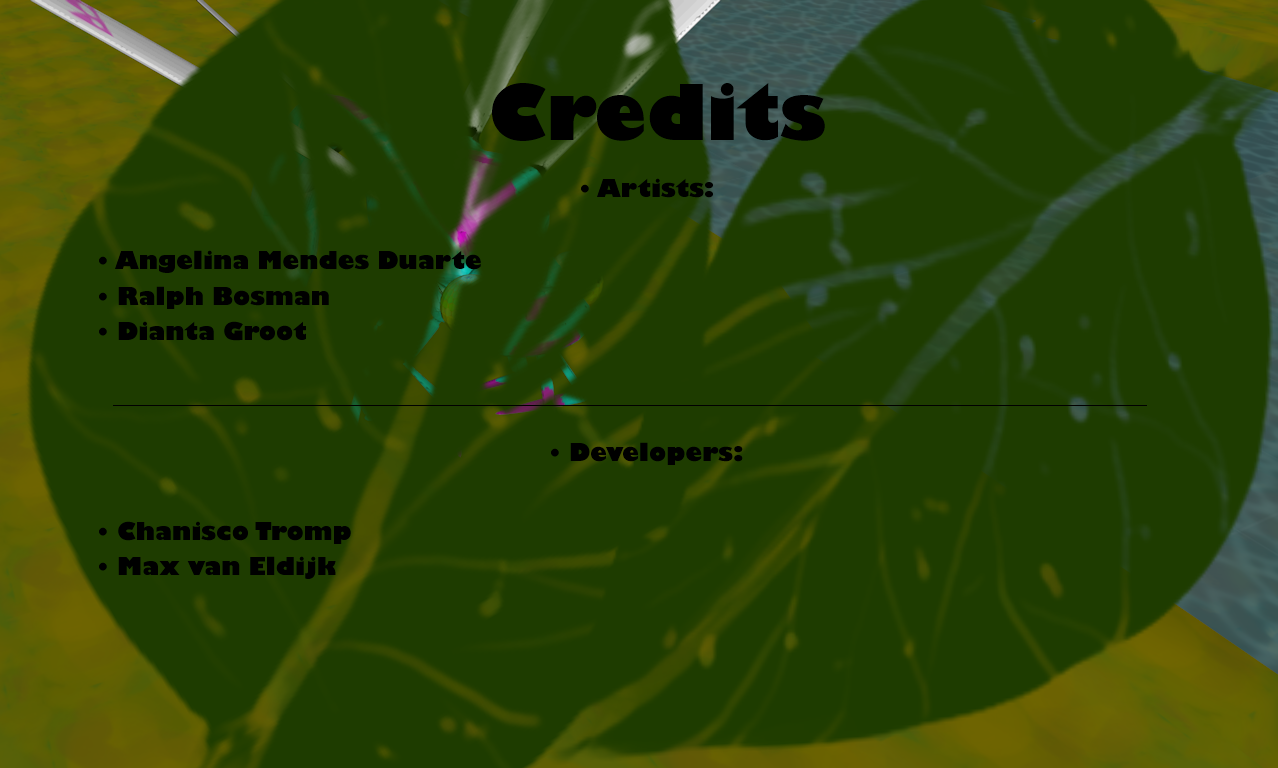 Credits
• Artists:
• Angelina Mendes Duarte
• Ralph Bosman
• Dianta Groot
• Developers:
• Chanisco Tromp
• Max van Eldijk